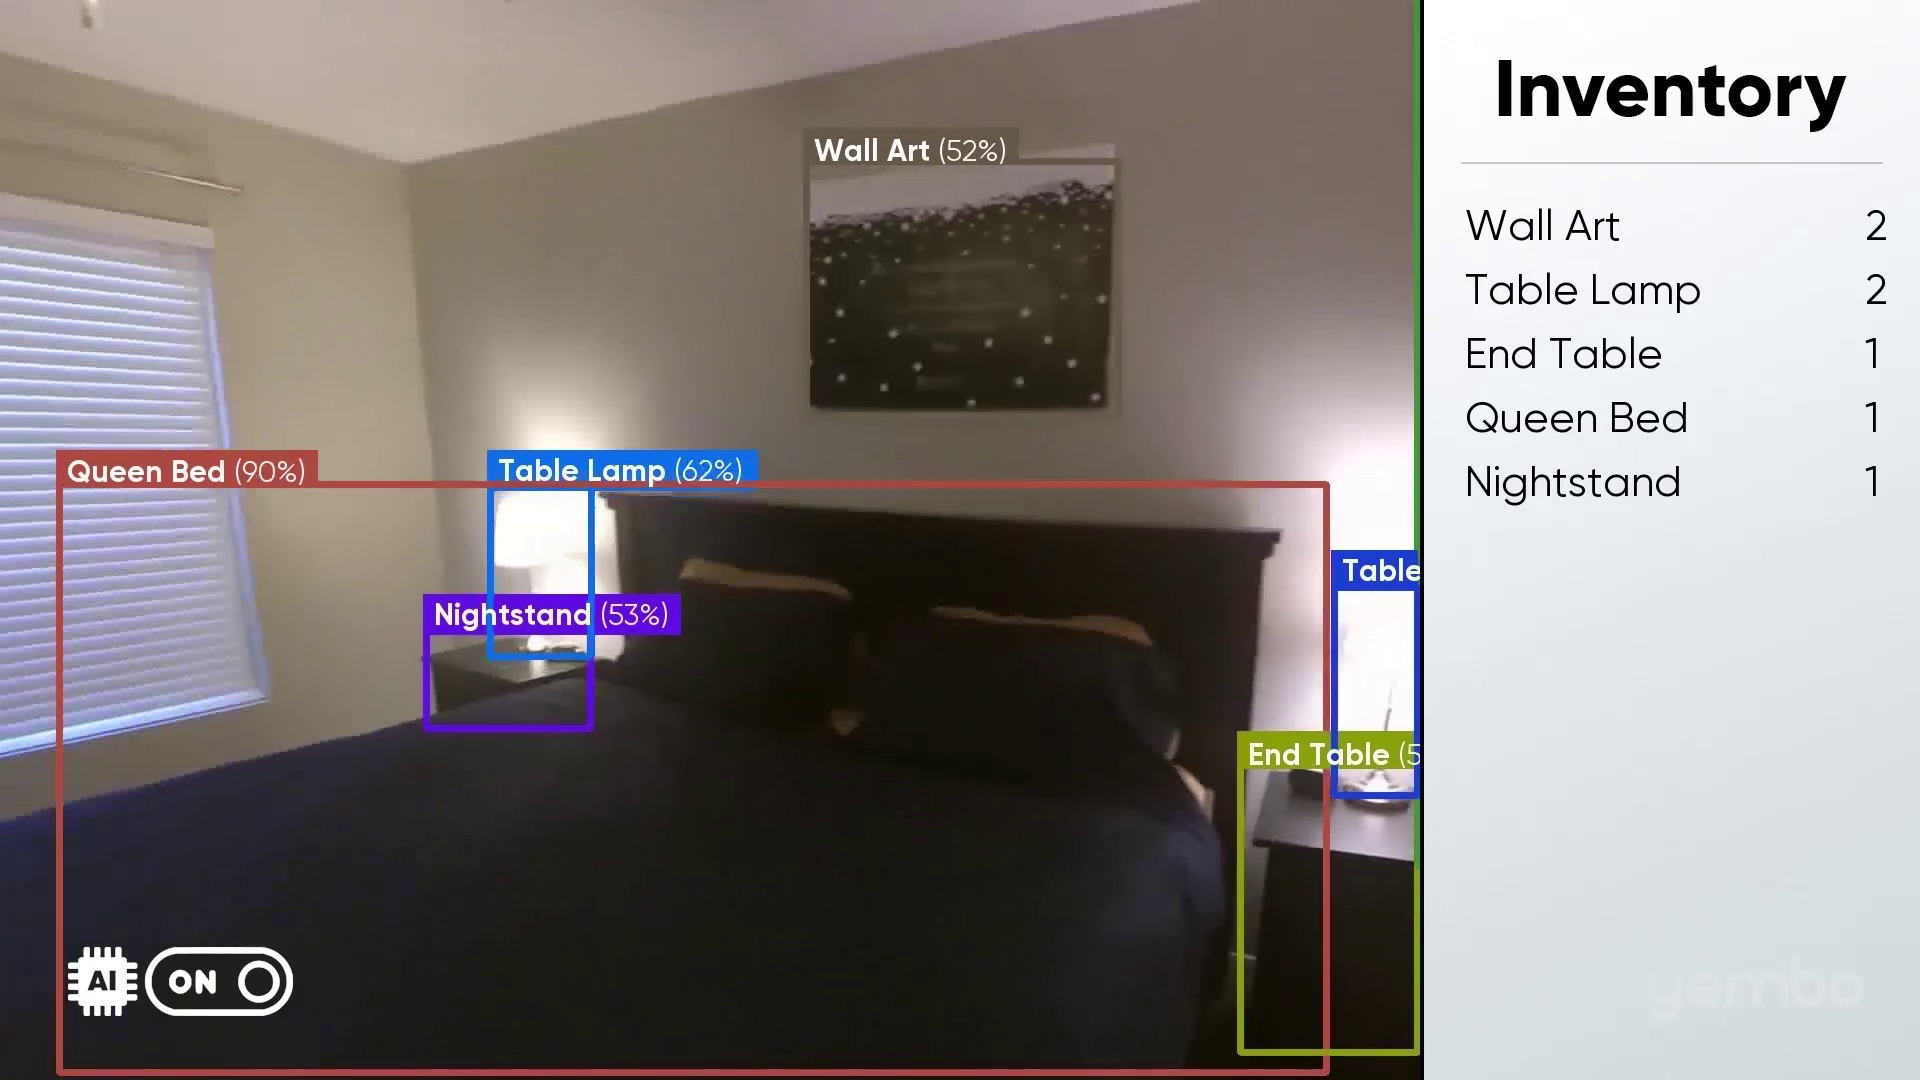 Inventory
Wall Art 2
Table Lamp 2
End Table 1
Queen Bed 1
Nightstand 1
Wall Art (52%)
Queen Bed (90%)
Table Lamp (62%)
Nightstand (53%)
Table
End Table (5
AI ON
yembo